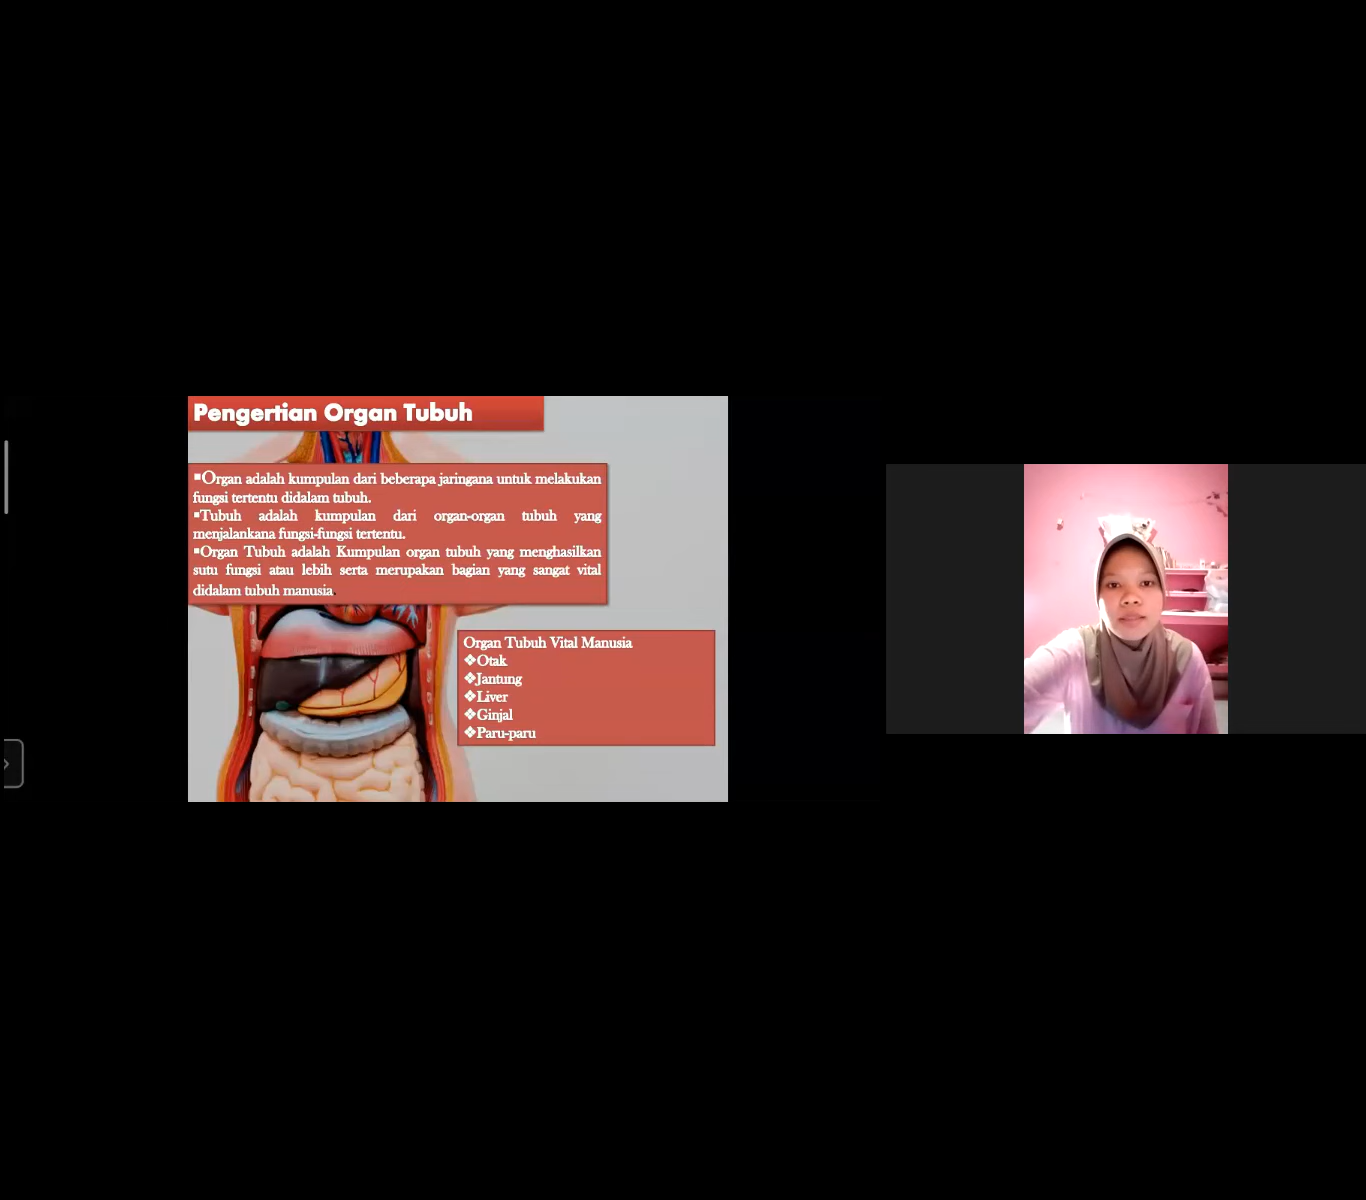 Pengertian Organ Tubuh
▪Organ adalah kumpulan dari beberapa jaringana untuk melakukan
fungsi tertentu didalam tubuh.
▪Tubuh adalah kumpulan dari organ-organ tubuh yang
menjalankana fungsi-fungsi tertentu.
▪Organ Tubuh adalah Kumpulan organ tubuh yang menghasilkan
sutu fungsi atau lebih serta merupakan bagian yang sangat vital
didalam tubuh manusia.
Organ Tubuh Vital Manusia
❖Otak
❖Jantung
❖Liver
❖Ginjal
❖Paru-paru